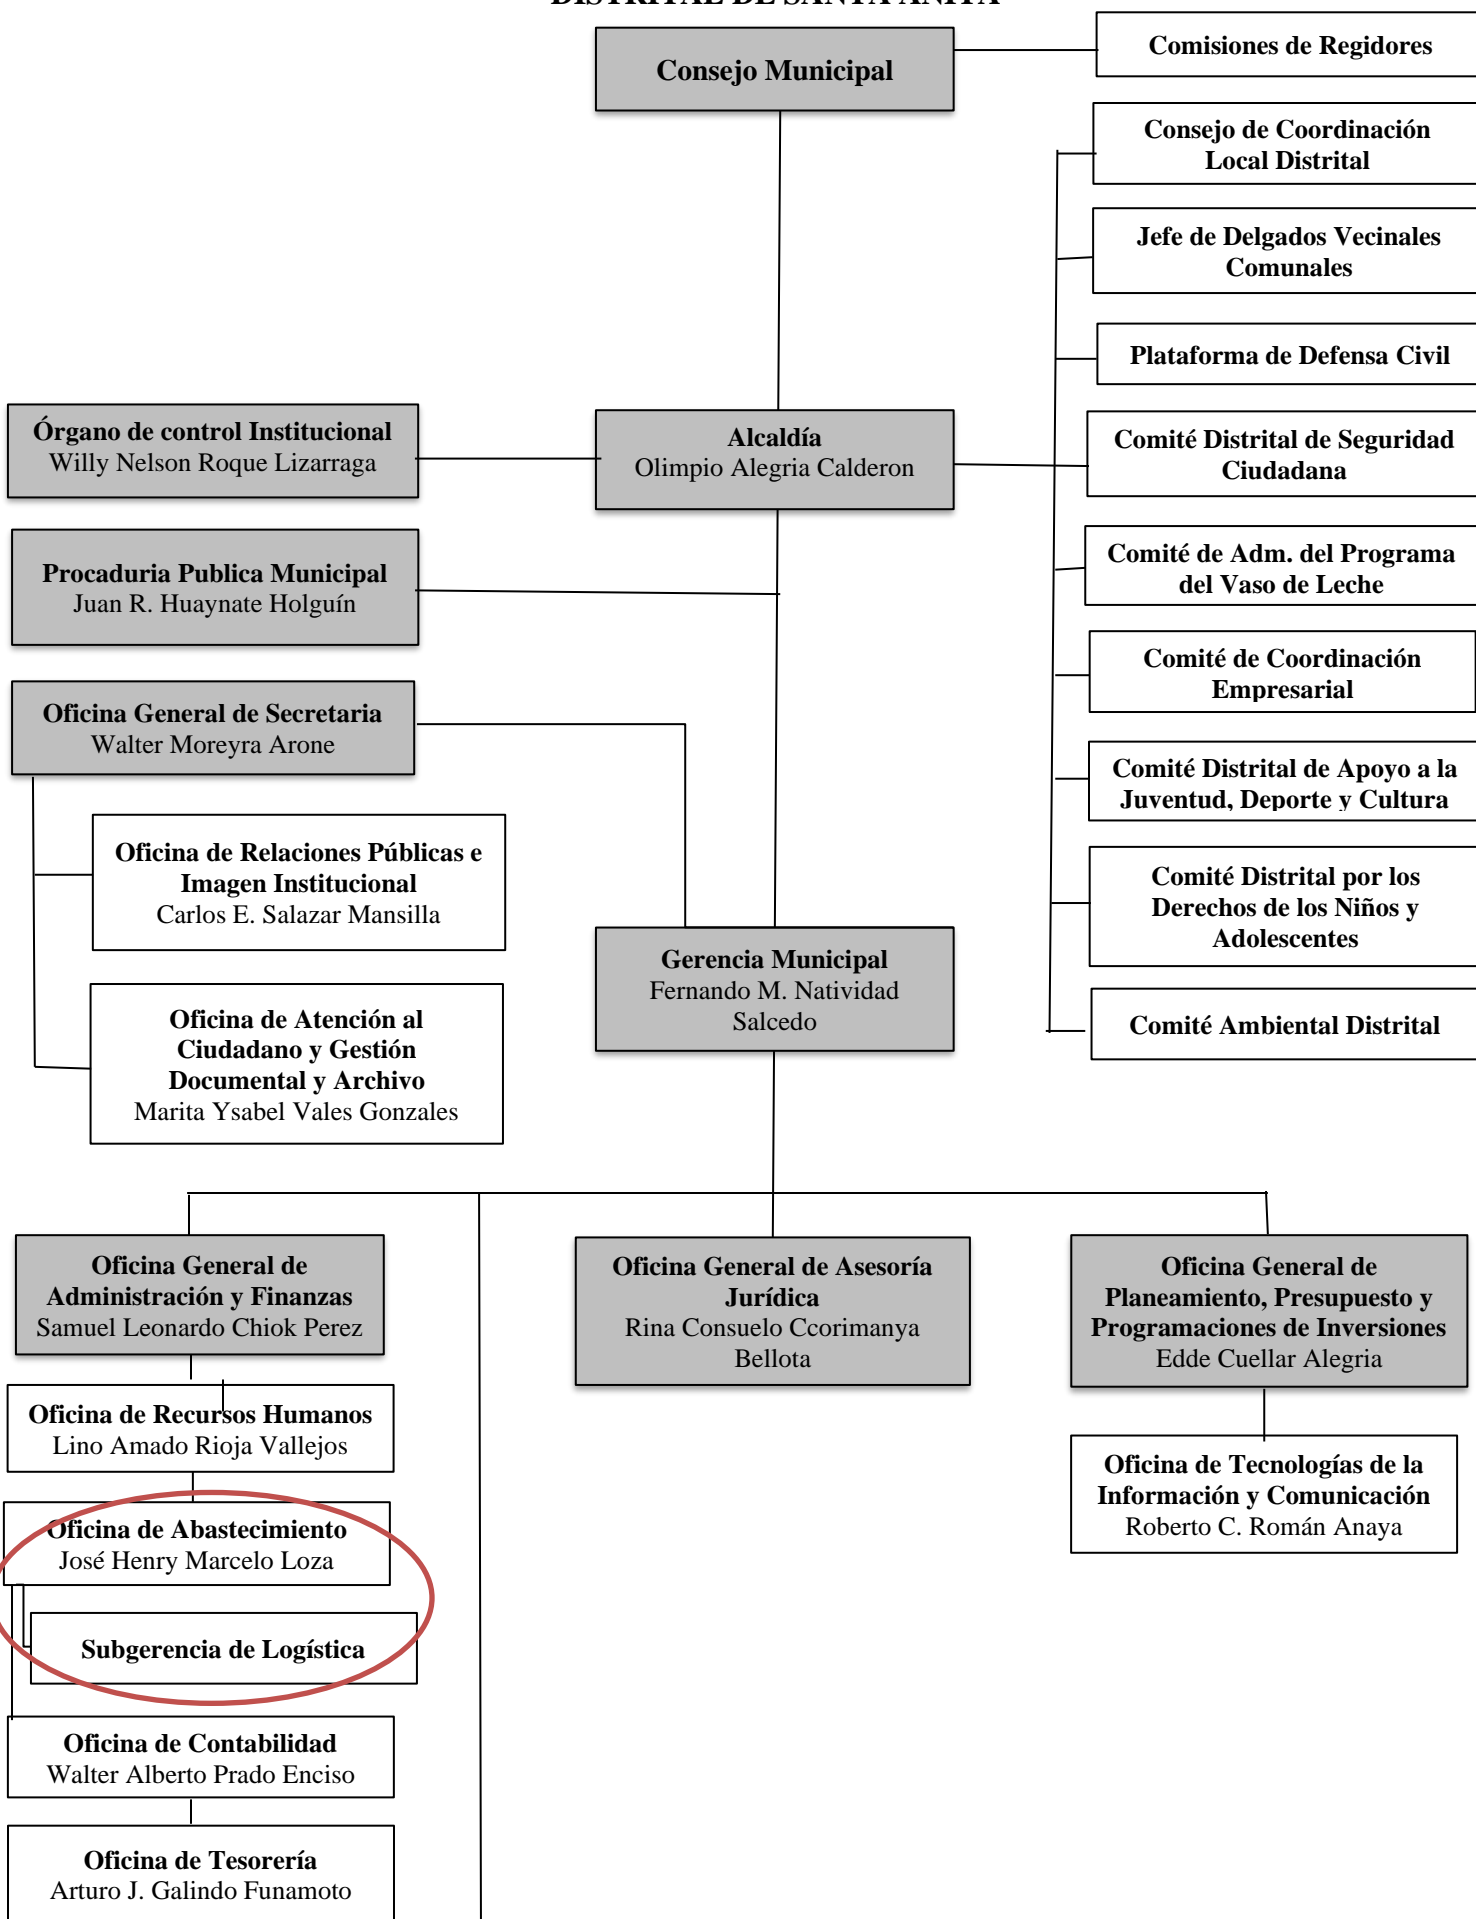 DISTRITAL DE SANTA ANITA
Consejo Municipal
Comisiones de Regidores
Consejo de Coordinación
Local Distrital
Jefe de Delgados Vecinales
Comunales
Plataforma de Defensa Civil
Órgano de control Institucional
Willy Nelson Roque Lizarraga
Alcaldía
Olimpio Alegria Calderon
Comité Distrital de Seguridad
Ciudadana
Procaduria Publica Municipal
Juan R. Huaynate Holguín
Comité de Adm. del Programa
del Vaso de Leche
Comité de Coordinación
Empresarial
Oficina General de Secretaria
Walter Moreyra Arone
Comité Distrital de Apoyo a la
Juventud, Deporte y Cultura
Oficina de Relaciones Públicas e
Imagen Institucional
Carlos E. Salazar Mansilla
Comité Distrital por los
Derechos de los Niños y
Adolescentes
Gerencia Municipal
Fernando M. Natividad
Salcedo
Oficina de Atención al
Ciudadano y Gestión
Documental y Archivo
Marita Ysabel Vales Gonzales
Comité Ambiental Distrital
Oficina General de
Administración y Finanzas
Samuel Leonardo Chiok Perez
Oficina General de Asesoría
Jurídica
Rina Consuelo Ccorimanya
Bellota
Oficina General de
Planeamiento, Presupuesto y
Programaciones de Inversiones
Edde Cuellar Alegria
Oficina de Recursos Humanos
Lino Amado Rioja Vallejos
Oficina de Tecnologías de la
Información y Comunicación
Roberto C. Román Anaya
Oficina de Abastecimiento
José Henry Marcelo Loza
Subgerencia de Logística
Oficina de Contabilidad
Walter Alberto Prado Enciso
Oficina de Tesorería
Arturo J. Galindo Funamoto